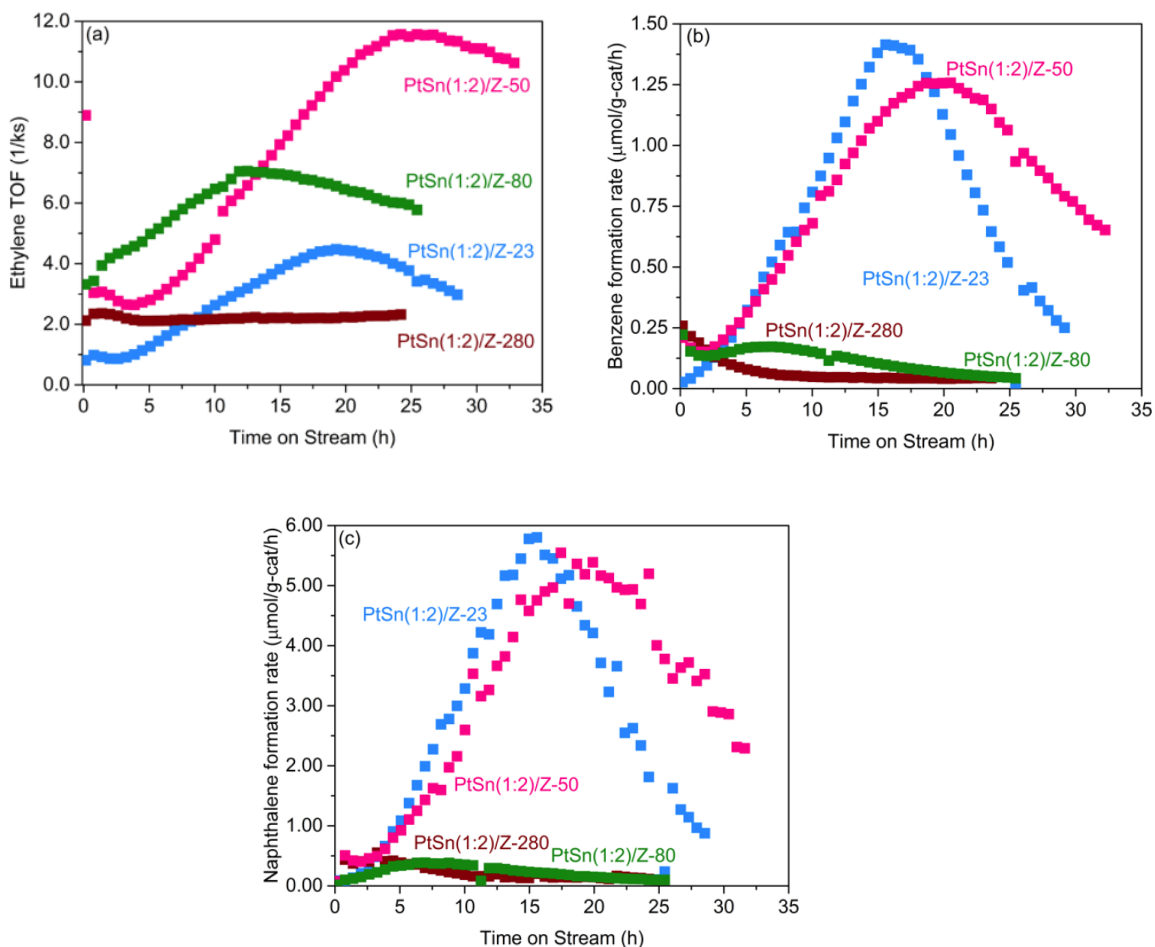 (a)
Ethylene TOF (1/ks)
12.0
10.0
8.0
6.0
4.0
2.0
0.0
PtSn(1:2)/Z-50
PtSn(1:2)/Z-80
PtSn(1:2)/Z-23
PtSn(1:2)/Z-280
0 5 10 15 20 25 30 35
Time on Stream (h)
(b)
Benzene formation rate (μmol/g-cat/h)
1.50
1.25
1.00
0.75
0.50
0.25
0.00
PtSn(1:2)/Z-50
PtSn(1:2)/Z-23
PtSn(1:2)/Z-280
PtSn(1:2)/Z-80
0 5 10 15 20 25 30 35
Time on Stream (h)
(c)
Naphthalene formation rate (μmol/g-cat/h)
6.00
5.00
4.00
3.00
2.00
1.00
0.00
PtSn(1:2)/Z-23
PtSn(1:2)/Z-50
PtSn(1:2)/Z-280
PtSn(1:2)/Z-80
0 5 10 15 20 25 30 35
Time on Stream (h)